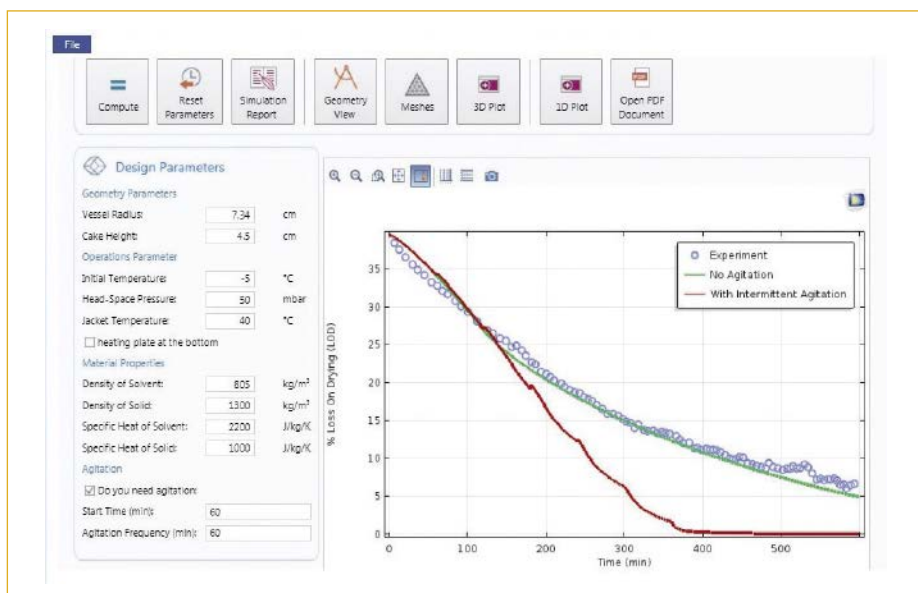 File
Compute
Reset
Parameters
Simulation
Report
Geometry
View
Meshes
3D Plot
1D Plot
Open PDF
Document
Design Parameters
Geometry Parameters
Vessel Radius: 7.34 cm
Cake Height: 4.5 cm
Operations Parameter
Initial Temperature: -5 °C
Head-Space Pressure: 50 mbar
Jacket Temperature: 40 °C
heating plate at the bottom
Material Properties
Density of Solvent: 805 kg/m³
Density of Solid: 1300 kg/m³
Specific Heat of Solvent: 2200 J/kg/K
Specific Heat of Solid: 1000 J/kg/K
Agitation
Do you need agitation:
Start Time (min): 60
Agitation Frequency (min): 60
% Loss On Drying (LOD)
35
30
25
20
15
10
5
0
Experiment
No Agitation
With Intermittent Agitation
0 100 200 300 400 500
Time (min)